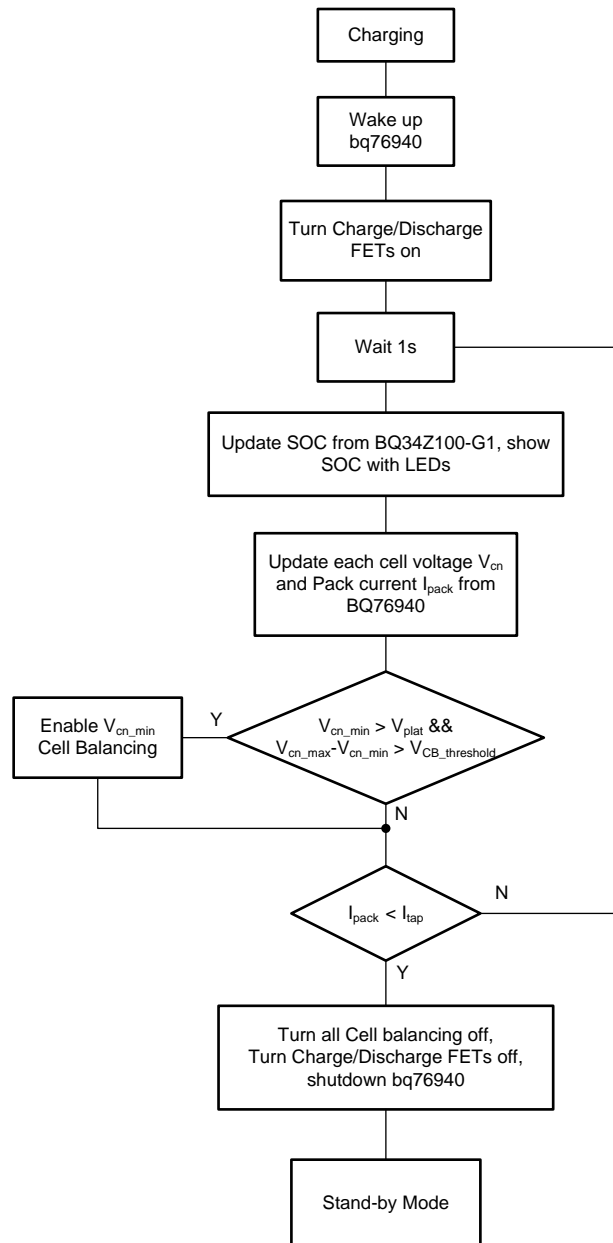 Charging
Wake up
bq76940
Turn Charge/Discharge
FETs on
Wait 1s
Update SOC from BQ34Z100-G1, show
SOC with LEDs
Update each cell voltage Vcn
and Pack current Ipack from
BQ76940
Enable Vcn_min
Cell Balancing
Y
Vcn_min > Vplat &&
Vcn_max-Vcn_min > VCB_threshold
N
Ipack < Itap
N
Y
Turn all Cell balancing off,
Turn Charge/Discharge FETs off,
shutdown bq76940
Stand-by Mode